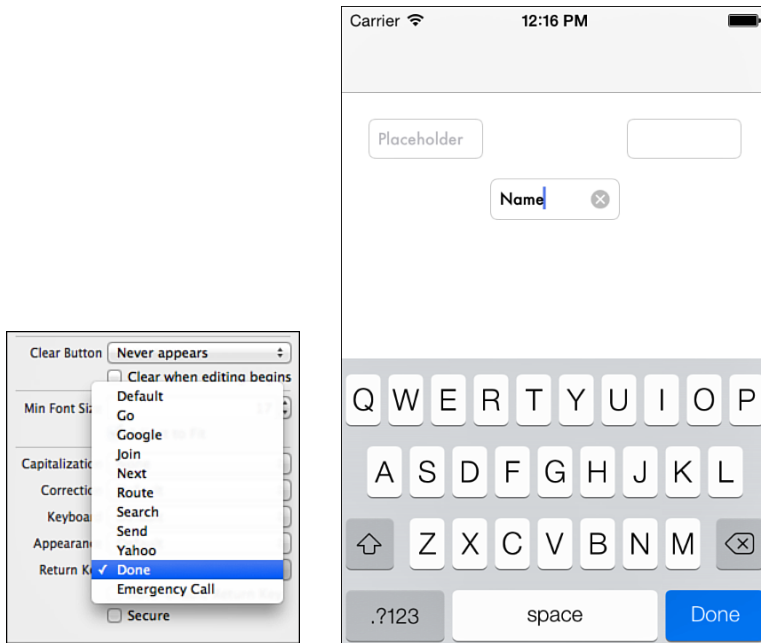 Clear Button Never appears
Clear when editing begins
Min Font Siz
Default
Go
Google
Join
Capitalizatic
Next
Correctio
Route
Keyboa
Search
Appearan
Send
Yahoo
Return K ✓ Done
Emergency Call
Secure
Carrier 12:16 PM
Placeholder
Name
Q W E R T Y U I O P
A S D F G H J K L
Z X C V B N M
.?123 space Done